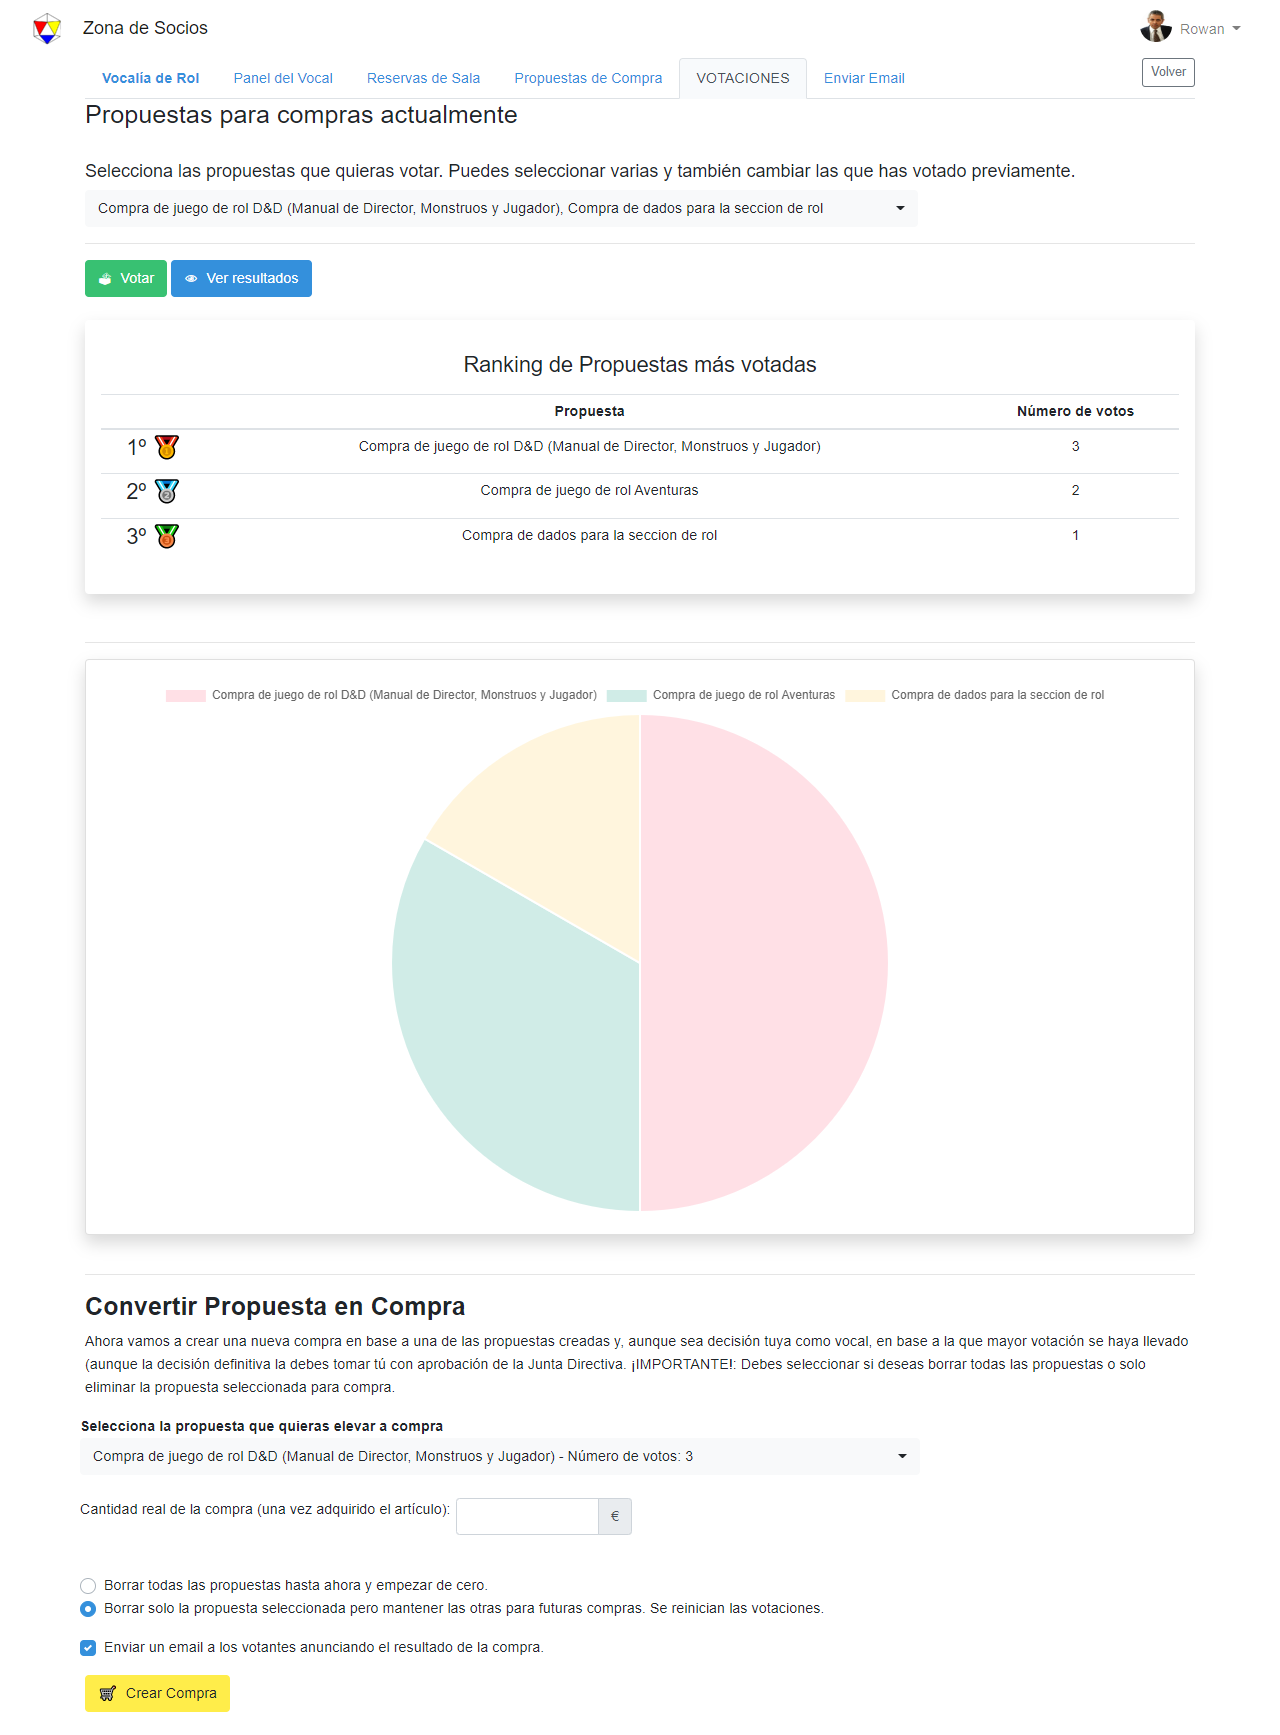 Zona de Socios
Rowan
Vocalía de Rol
Panel del Vocal
Reservas de Sala
Propuestas de Compra
VOTACIONES
Enviar Email
Volver
Propuestas para compras actualmente
Selecciona las propuestas que quieras votar. Puedes seleccionar varias y también cambiar las que has votado previamente.
Compra de juego de rol D&D (Manual de Director, Monstruos y Jugador), Compra de dados para la seccion de rol
Votar
Ver resultados
Ranking de Propuestas más votadas
Propuesta
Número de votos
1º
Compra de juego de rol D&D (Manual de Director, Monstruos y Jugador)
3
2º
Compra de juego de rol Aventuras
2
3º
Compra de dados para la seccion de rol
1
Compra de juego de rol D&D (Manual de Director, Monstruos y Jugador)
Compra de juego de rol Aventuras
Compra de dados para la seccion de rol
Convertir Propuesta en Compra
Ahora vamos a crear una nueva compra en base a una de las propuestas creadas y, aunque sea decisión tuya como vocal, en base a la que mayor votación se haya llevado
(aunque la decisión definitiva la debes tomar tú con aprobación de la Junta Directiva. ¡IMPORTANTE!: Debes seleccionar si deseas borrar todas las propuestas o solo
eliminar la propuesta seleccionada para compra.
Selecciona la propuesta que quieras elevar a compra
Compra de juego de rol D&D (Manual de Director, Monstruos y Jugador) - Número de votos: 3
Cantidad real de la compra (una vez adquirido el artículo):
€
Borrar todas las propuestas hasta ahora y empezar de cero.
Borrar solo la propuesta seleccionada pero mantener las otras para futuras compras. Se reinician las votaciones.
Enviar un email a los votantes anunciando el resultado de la compra.
Crear Compra